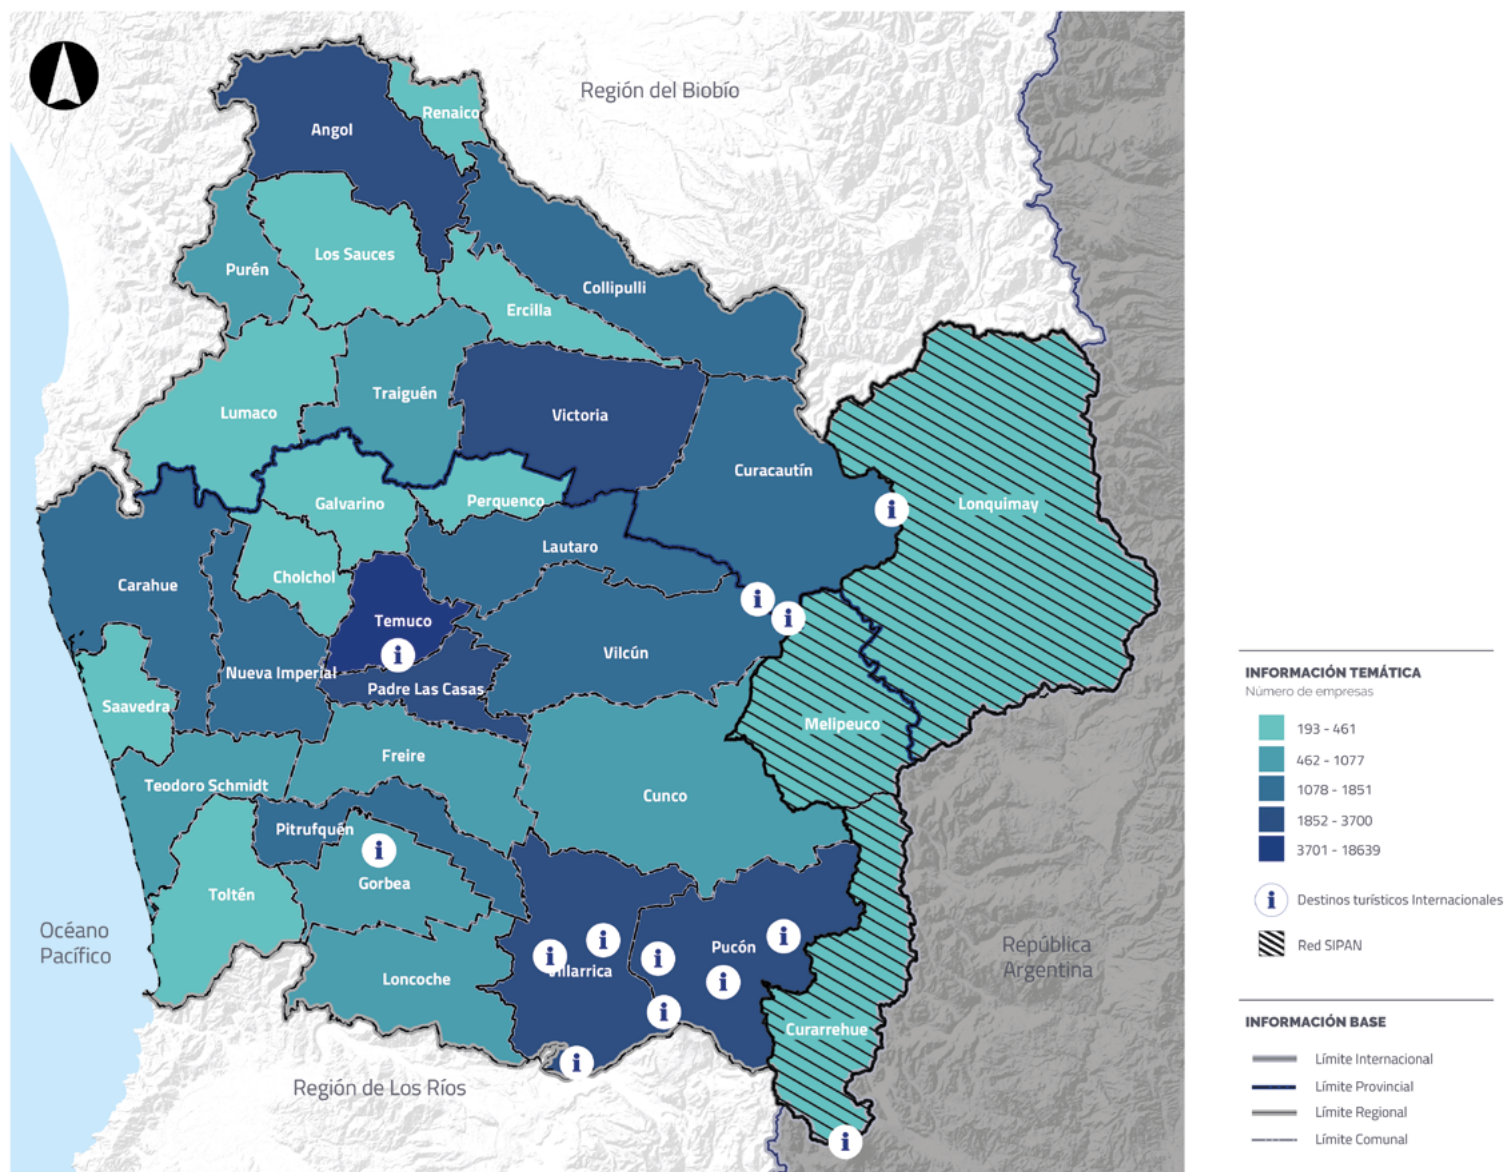 Región del Biobío
Renaico
Angol
Los Sauces
Purén
Collipulli
Ercilla
Traiguén
Lumaco
Victoria
Curacautín
Galvarino
Perquenco
Lonquimay
Lautaro
Cholchol
Carahue
Temuco
Vilcún
Nueva Imperial
Padre Las Casas
Saavedra
Melipeuco
Freire
Teodoro Schmidt
Cunco
Pitrufquén
Gorbea
Toltén
Océano
Pacífico
Pucón
República
Argentina
Villarrica
Loncoche
Curarrehue
Región de Los Ríos
INFORMACIÓN TEMÁTICA
Número de empresas
193 - 461
462 - 1077
1078 - 1851
1852 - 3700
3701 - 18639
i Destinos turísticos Internacionales
Red SIPAN
INFORMACIÓN BASE
Límite Internacional
Límite Provincial
Límite Regional
Límite Comunal